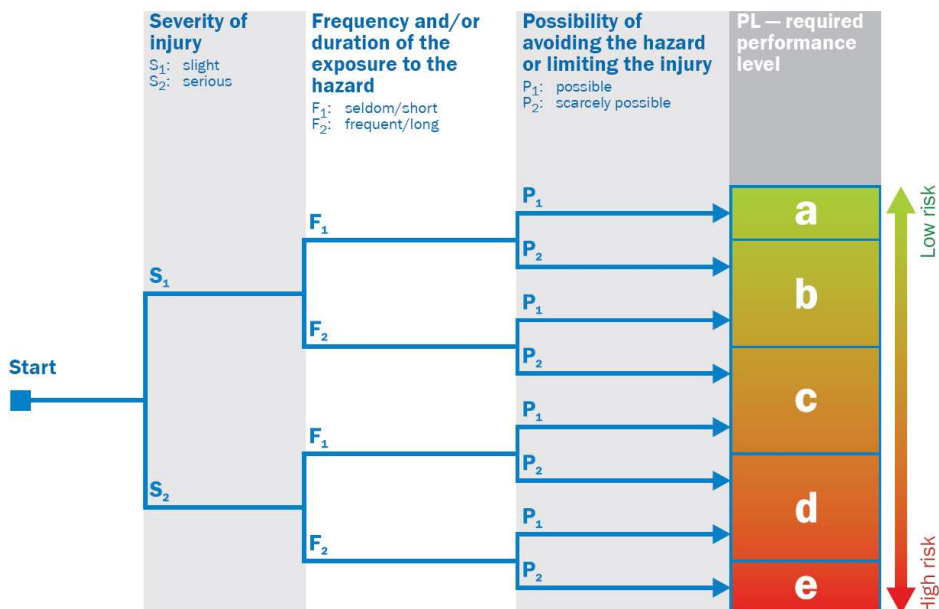 Severity of
injury
S₁: slight
S₂: serious
Frequency and/or
duration of the
exposure to the
hazard
F₁: seldom/short
F₂: frequent/long
Possibility of
avoiding the hazard
or limiting the injury
P₁: possible
P₂: scarcely possible
PL — required
performance
level
Start
S₁
S₂
F₁
F₂
F₁
F₂
P₁
P₂
P₁
P₂
P₁
P₂
P₁
P₂
a
b
c
d
e
Low risk
High risk